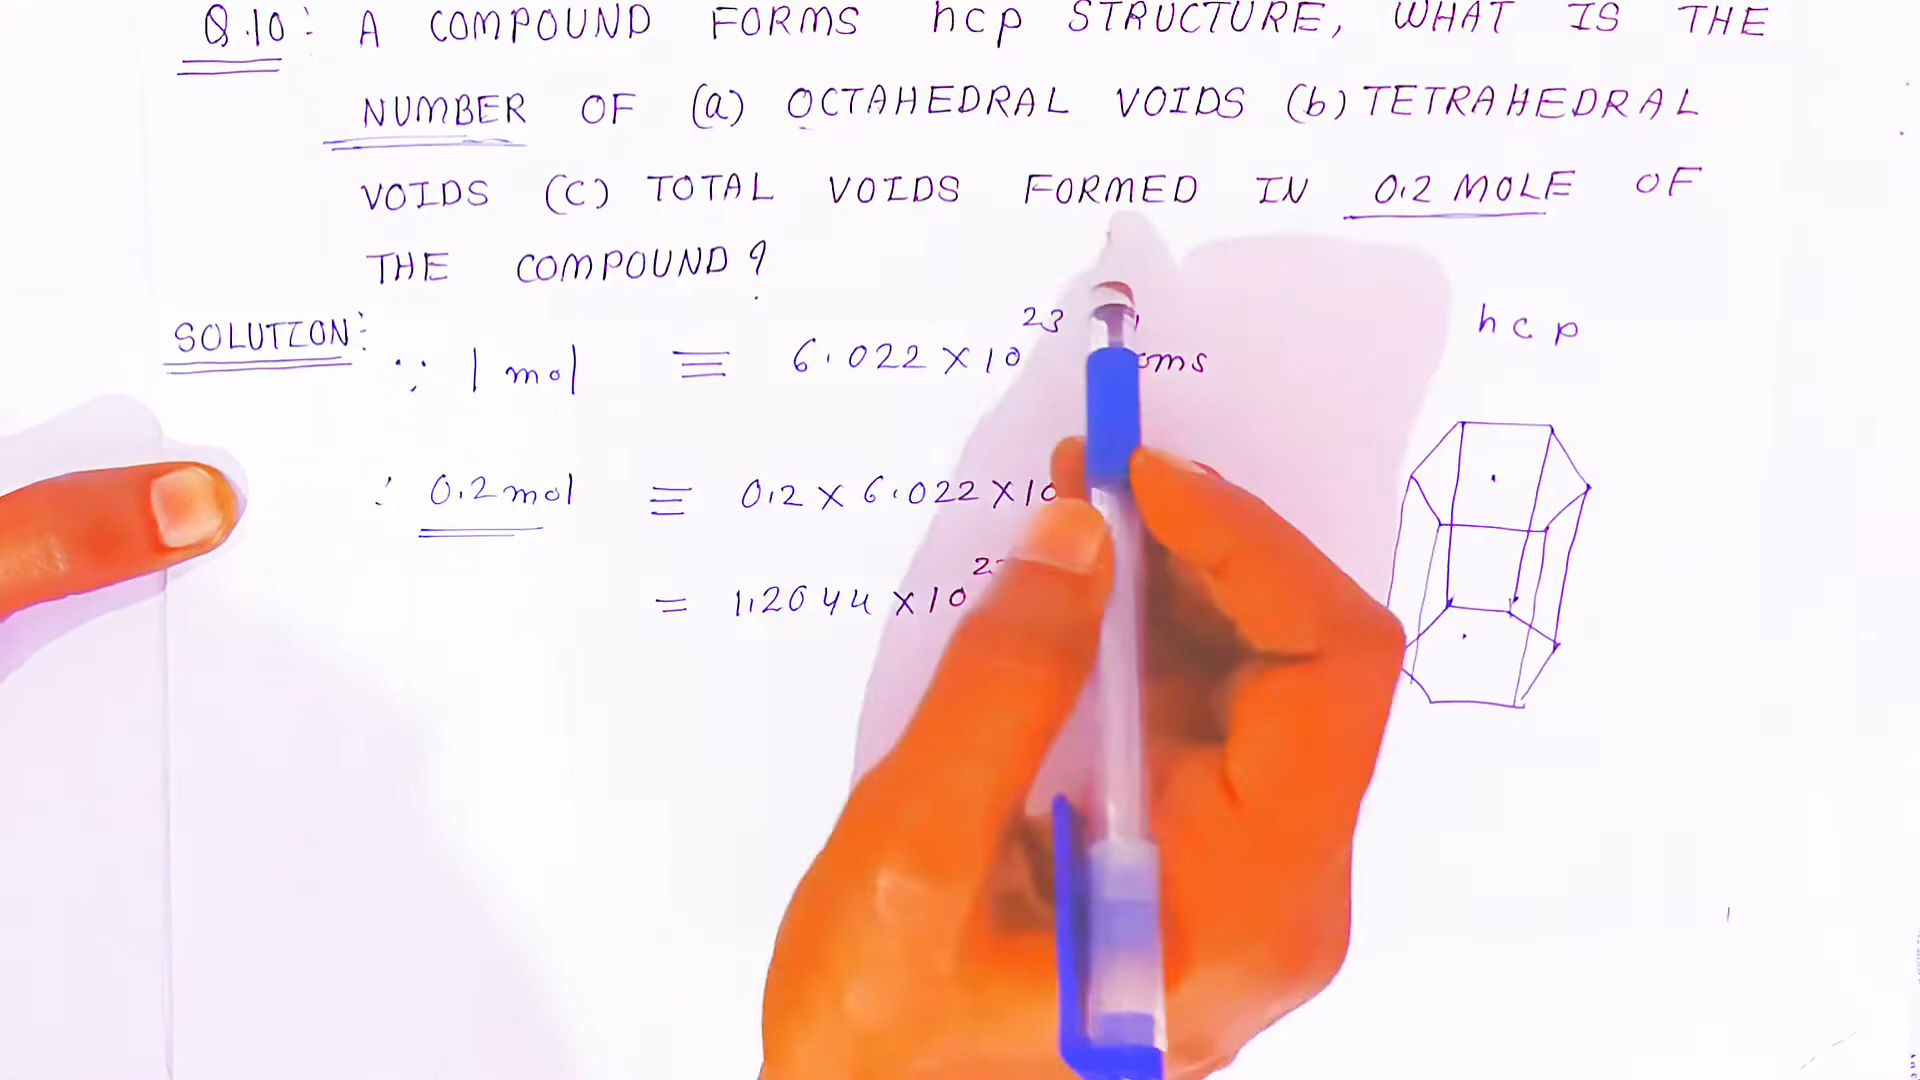 Q.10: A COMPOUND FORMS hcp STRUCTURE, WHAT IS THE
NUMBER OF (a) OCTAHEDRAL VOIDS (b) TETRAHEDRAL
VOIDS (C) TOTAL VOIDS FORMED IN 0.2 MOLE OF
THE COMPOUND?
SOLUTION:
∵ 1 mol ≡ 6.022 × 10²³
hcp
∴ 0.2 mol ≡ 0.2 × 6.022 × 10
= 1.2044 × 10